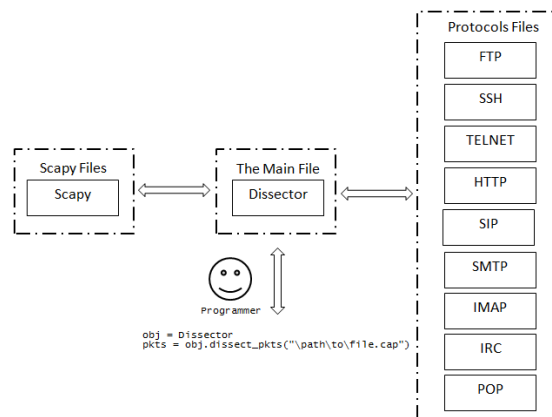 Protocols Files
FTP
SSH
TELNET
HTTP
SIP
SMTP
IMAP
IRC
POP
Scapy Files
Scapy
The Main File
Dissector
Programmer
obj = Dissector
pkts = obj.dissect_pkts("\path\to\file.cap")